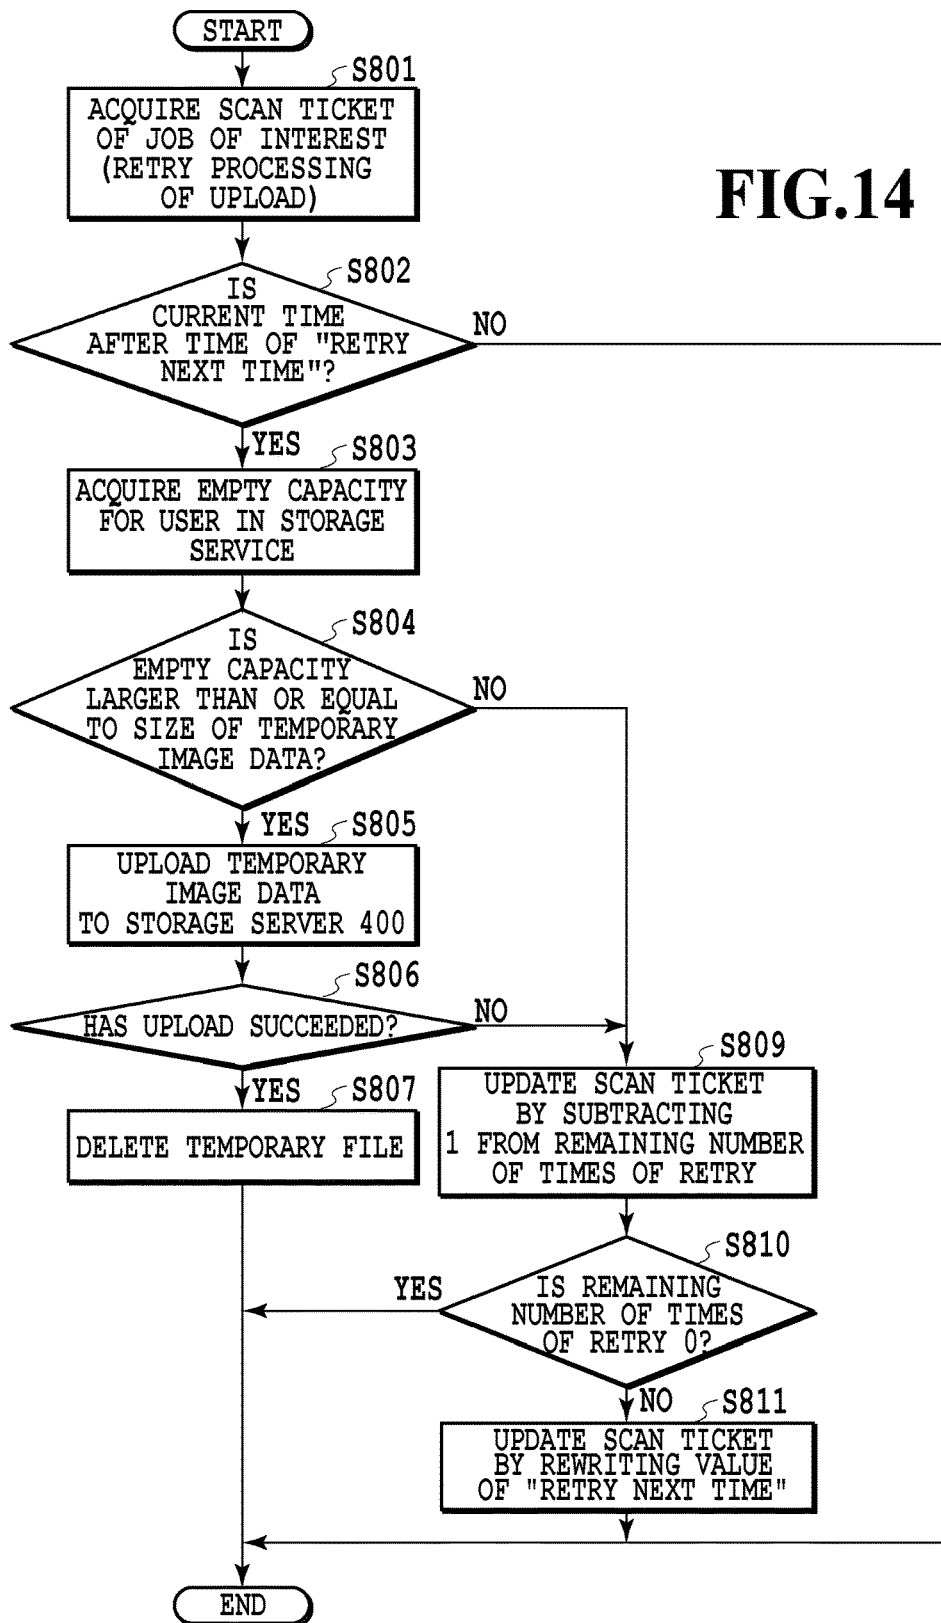 START
S801
ACQUIRE SCAN TICKET
OF JOB OF INTEREST
(RETRY PROCESSING
OF UPLOAD)
FIG.14
S802
IS
CURRENT TIME
AFTER TIME OF "RETRY
NEXT TIME"?
NO
YES
S803
ACQUIRE EMPTY CAPACITY
FOR USER IN STORAGE
SERVICE
S804
IS
EMPTY CAPACITY
LARGER THAN OR EQUAL
TO SIZE OF TEMPORARY
IMAGE DATA?
NO
YES
S805
UPLOAD TEMPORARY
IMAGE DATA
TO STORAGE SERVER 400
S806
HAS UPLOAD SUCCEEDED?
NO
YES
S807
DELETE TEMPORARY FILE
S809
UPDATE SCAN TICKET
BY SUBTRACTING
1 FROM REMAINING NUMBER
OF TIMES OF RETRY
S810
IS REMAINING
NUMBER OF TIMES
OF RETRY 0?
YES
NO
S811
UPDATE SCAN TICKET
BY REWRITING VALUE
OF "RETRY NEXT TIME"
END